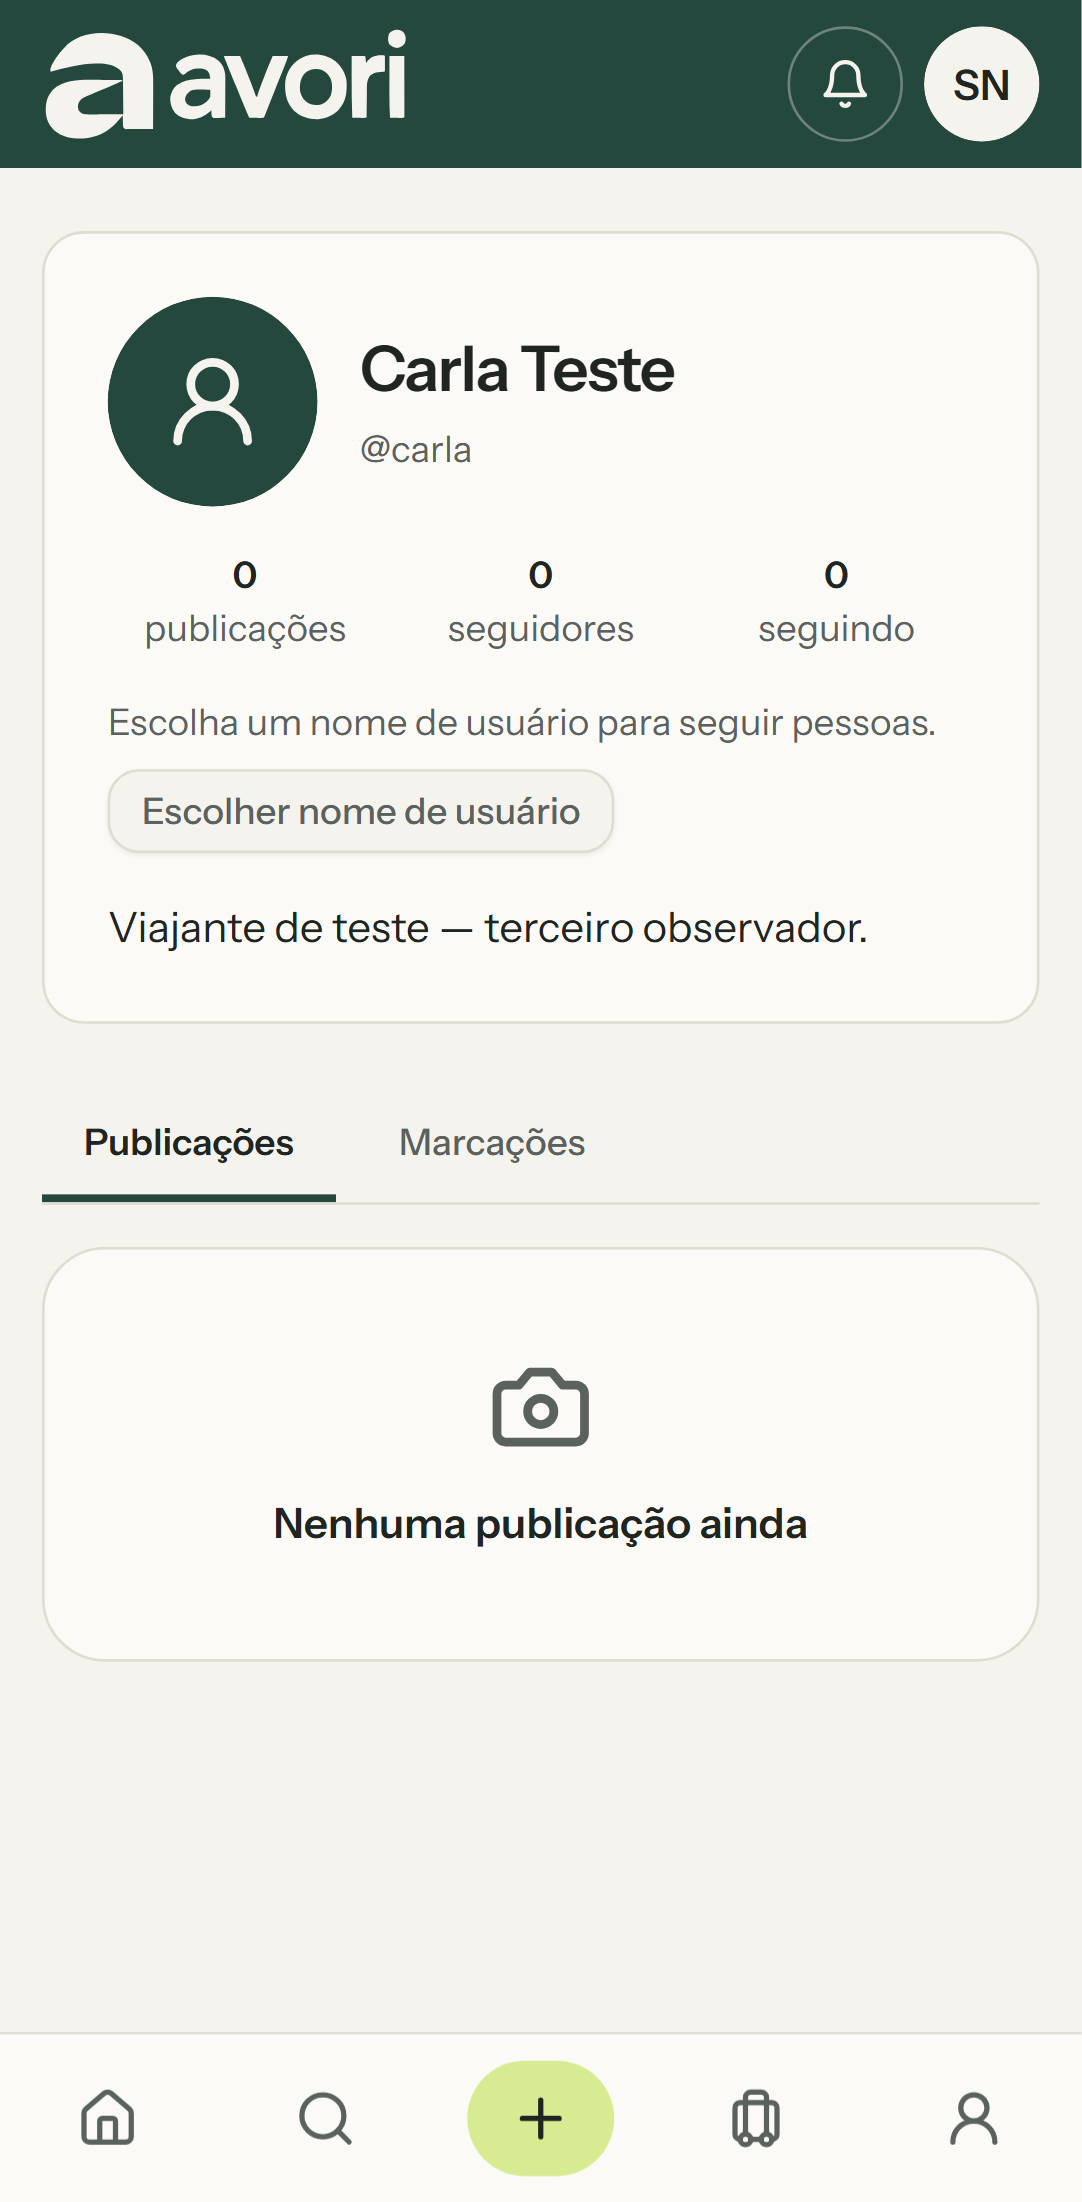 a avori
SN
Carla Teste
@carla
0 0 0
publicações seguidores seguindo
Escolha um nome de usuário para seguir pessoas.
Escolher nome de usuário
Viajante de teste — terceiro observador.
Publicações Marcações
Nenhuma publicação ainda